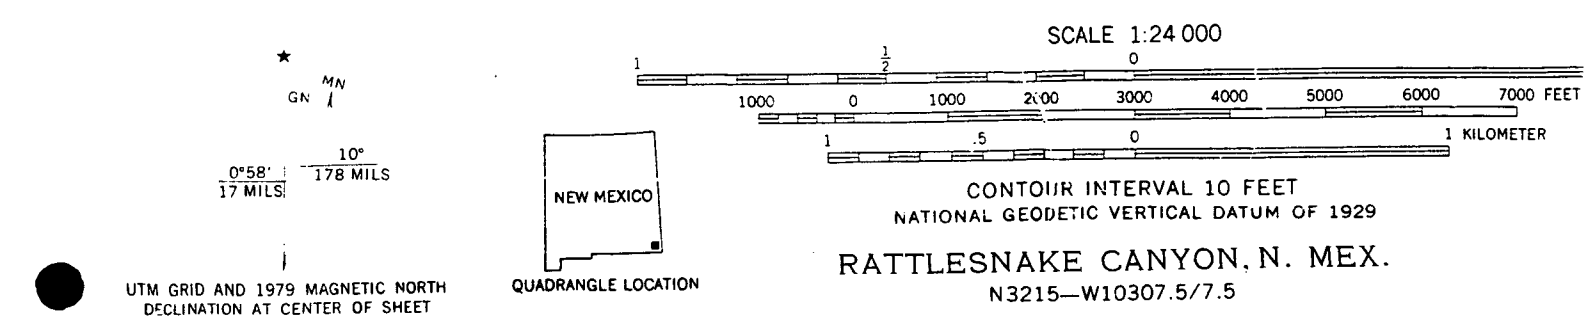 SCALE 1:24 000
1 1/2 0
1000 0 1000 2000 3000 4000 5000 6000 7000 FEET
1 .5 0 1 KILOMETER
CONTOUR INTERVAL 10 FEET
NATIONAL GEODETIC VERTICAL DATUM OF 1929
RATTLESNAKE CANYON, N. MEX.
N3215—W10307.5/7.5
★
MN
GN
0°58'
17 MILS
10°
178 MILS
UTM GRID AND 1979 MAGNETIC NORTH
DECLINATION AT CENTER OF SHEET
NEW MEXICO
QUADRANGLE LOCATION